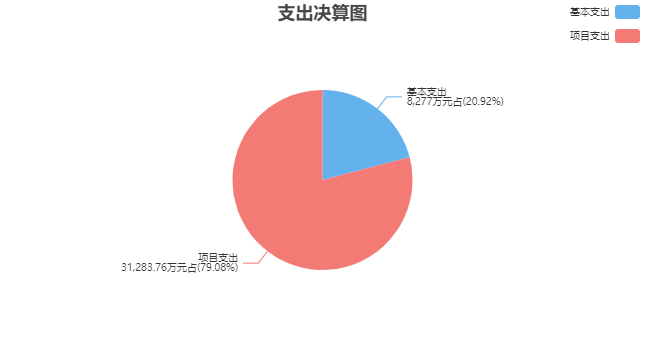 支出决算图
基本支出
项目支出
基本支出
8,277万元占(20.92%)
项目支出
31,283.76万元占(79.08%)